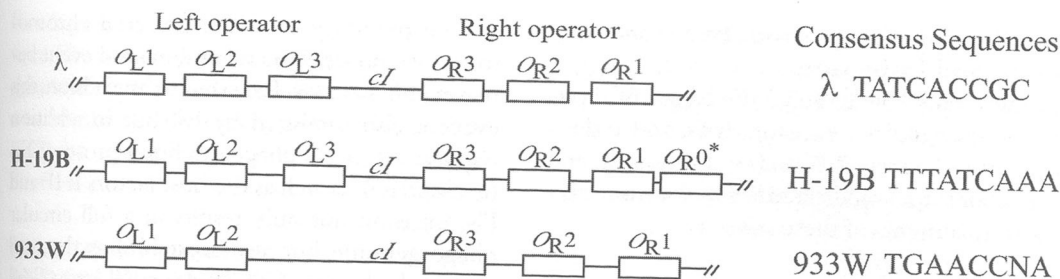 Left operator Right operator Consensus Sequences
λ OL1 OL2 OL3 cI OR3 OR2 OR1 λ TATCACCGC
H-19B OL1 OL2 OL3 cI OR3 OR2 OR1 OR0* H-19B TTTATCAAA
933W OL1 OL2 cI OR3 OR2 OR1 933W TGAACCNA